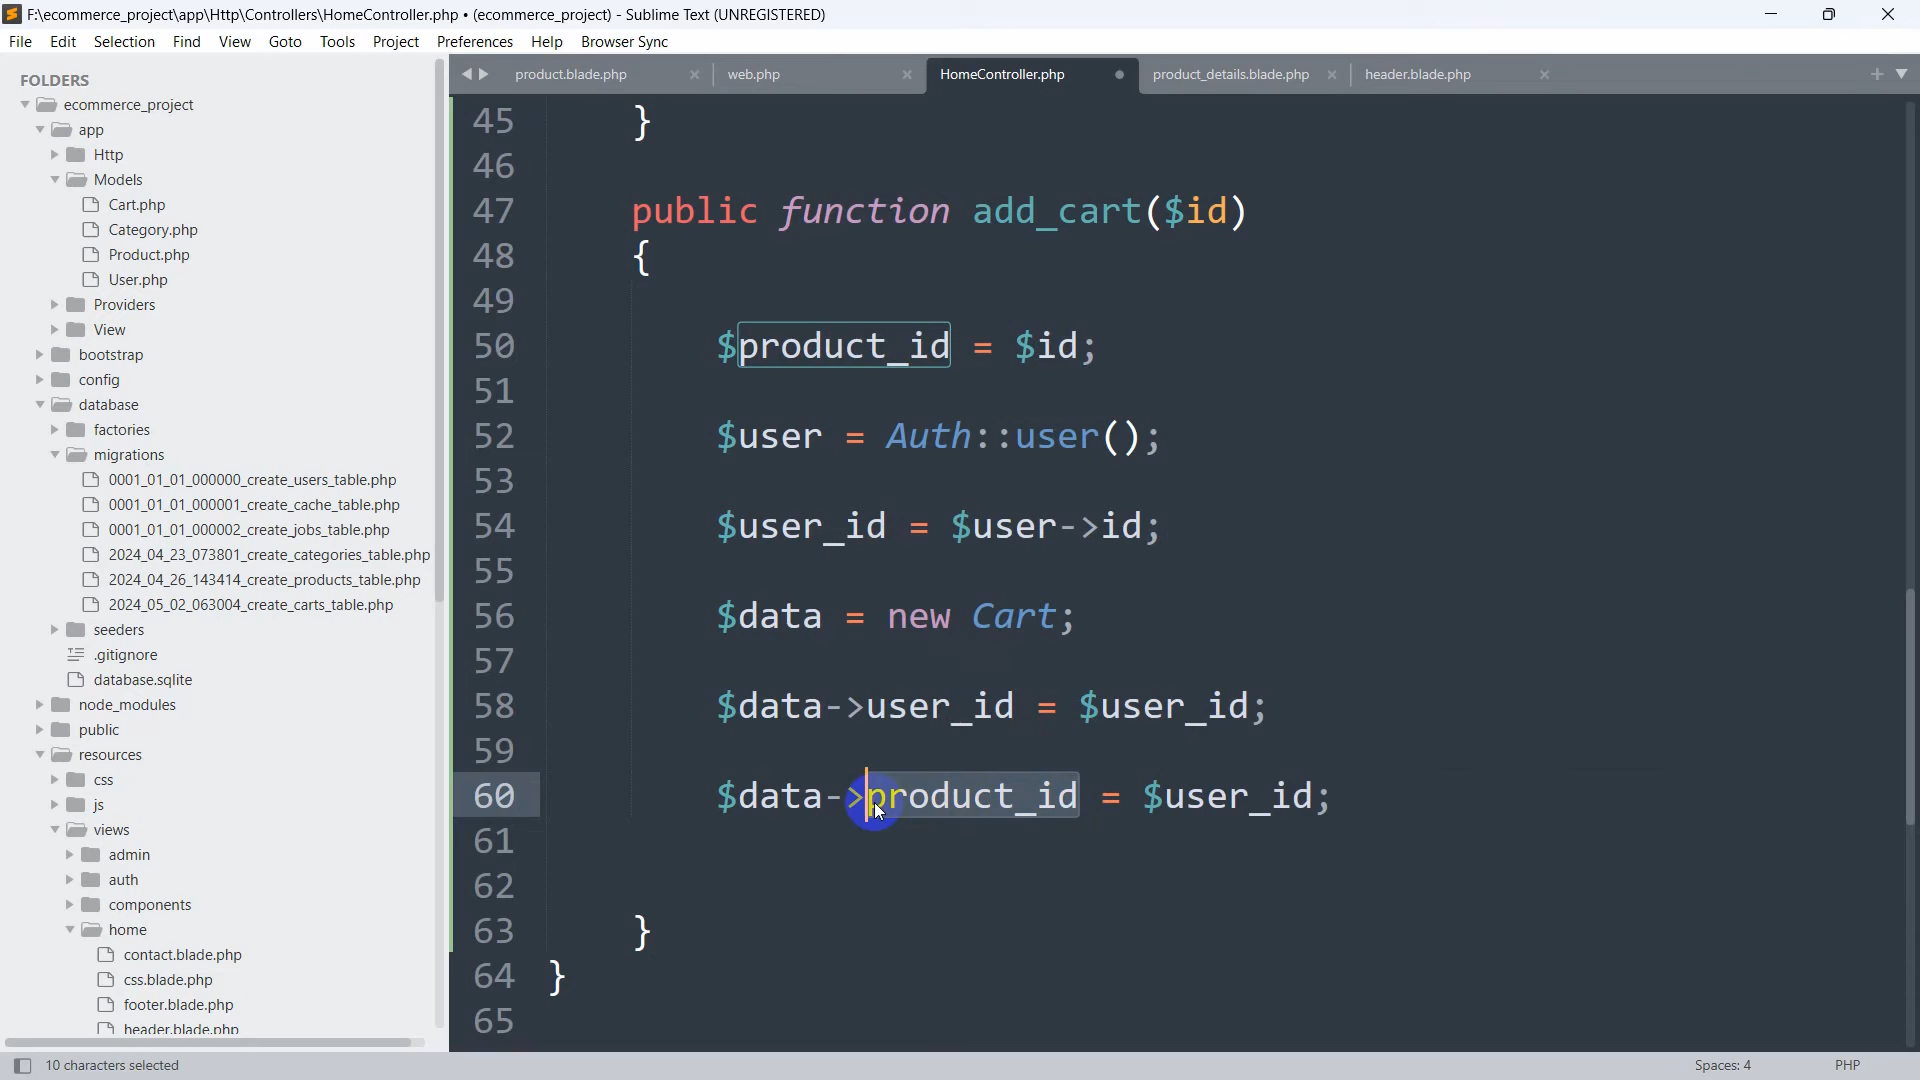 F:\ecommerce_project\app\Http\Controllers\HomeController.php • (ecommerce_project) - Sublime Text (UNREGISTERED)
File Edit Selection Find View Goto Tools Project Preferences Help Browser Sync
FOLDERS
ecommerce_project
app
Http
Models
Cart.php
Category.php
Product.php
User.php
Providers
View
bootstrap
config
database
factories
migrations
0001_01_01_000000_create_users_table.php
0001_01_01_000001_create_cache_table.php
0001_01_01_000002_create_jobs_table.php
2024_04_23_073801_create_categories_table.php
2024_04_26_143414_create_products_table.php
2024_05_02_063004_create_carts_table.php
seeders
.gitignore
database.sqlite
node_modules
public
resources
css
js
views
admin
auth
components
home
contact.blade.php
css.blade.php
footer.blade.php
header.blade.php
product.blade.php web.php HomeController.php product_details.blade.php header.blade.php
45 }
46
47 public function add_cart($id)
48 {
49
50 $product_id = $id;
51
52 $user = Auth::user();
53
54 $user_id = $user->id;
55
56 $data = new Cart;
57
58 $data->user_id = $user_id;
59
60 $data->product_id = $user_id;
61
62
63 }
64 }
65
10 characters selected Spaces: 4 PHP